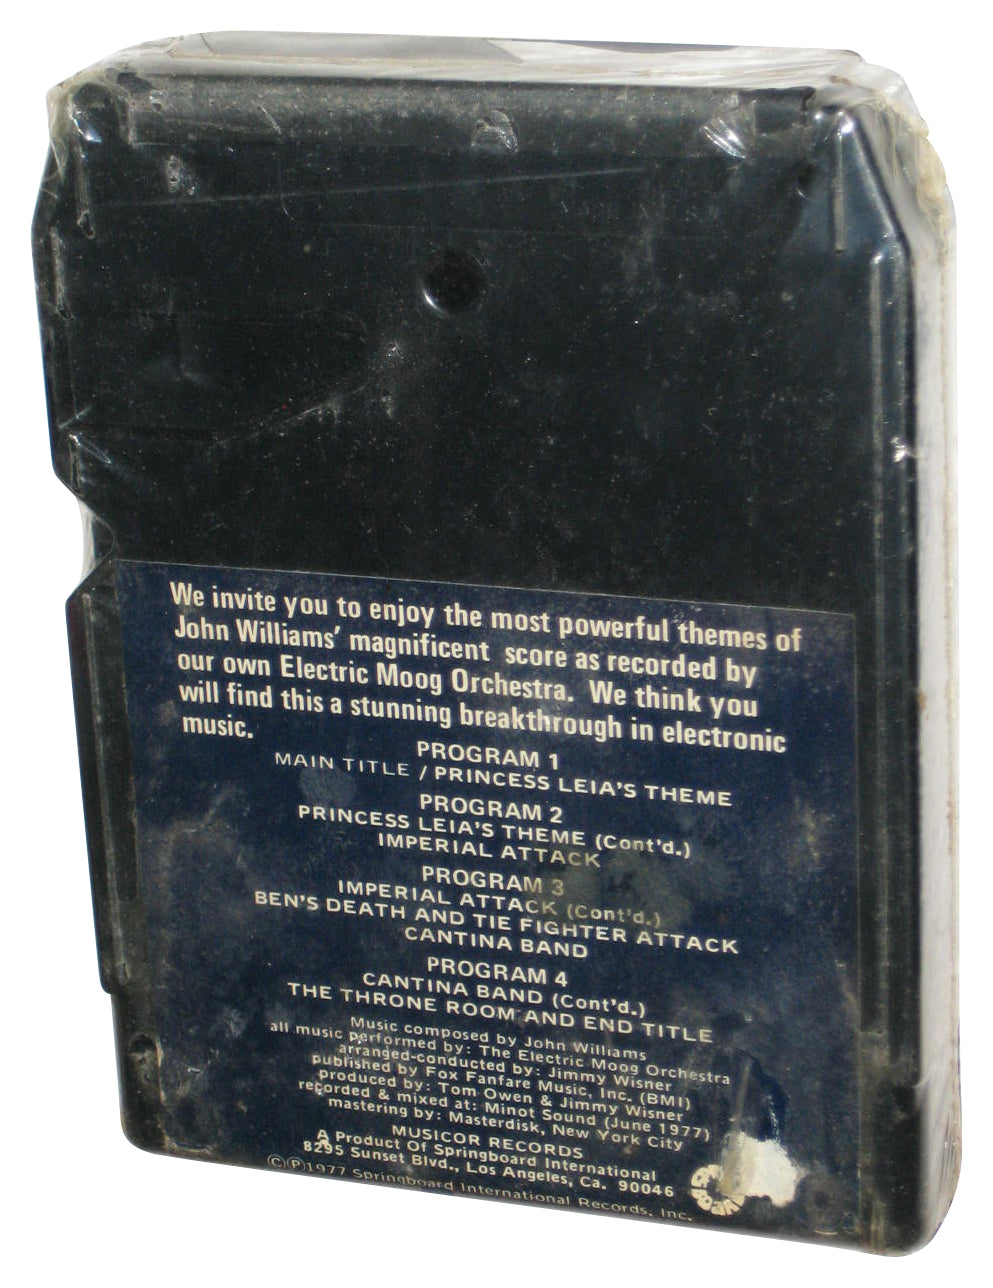 We invite you to enjoy the most powerful themes of
John Williams' magnificent score as recorded by
our own Electric Moog Orchestra. We think you
will find this a stunning breakthrough in electronic
music.
PROGRAM 1
MAIN TITLE / PRINCESS LEIA'S THEME
PROGRAM 2
PRINCESS LEIA'S THEME (Cont'd.)
IMPERIAL ATTACK
PROGRAM 3
IMPERIAL ATTACK (Cont'd.)
BEN'S DEATH AND TIE FIGHTER ATTACK
CANTINA BAND
PROGRAM 4
CANTINA BAND (Cont'd.)
THE THRONE ROOM AND END TITLE
Music composed by John Williams
all music performed by: The Electric Moog Orchestra
arranged-conducted by: Jimmy Wisner
published by Fox Fanfare Music, Inc. (BMI)
produced by: Tom Owen & Jimmy Wisner
recorded & mixed at: Minot Sound (June 1977)
mastering by: Masterdisk, New York City
MUSICOR RECORDS
A Product Of Springboard International
8295 Sunset Blvd., Los Angeles, Ca. 90046
©℗1977 Springboard International Records, Inc.